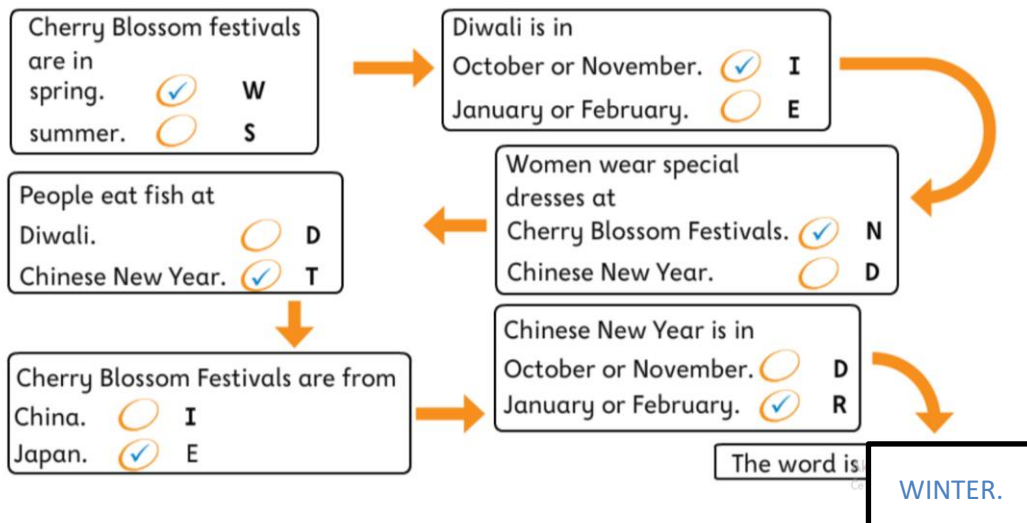 Cherry Blossom festivals
are in
spring. W
summer. S
Diwali is in
October or November. I
January or February. E
Women wear special
dresses at
Cherry Blossom Festivals. N
Chinese New Year. D
People eat fish at
Diwali. D
Chinese New Year. T
Cherry Blossom Festivals are from
China. I
Japan. E
Chinese New Year is in
October or November. D
January or February. R
The word is
WINTER.